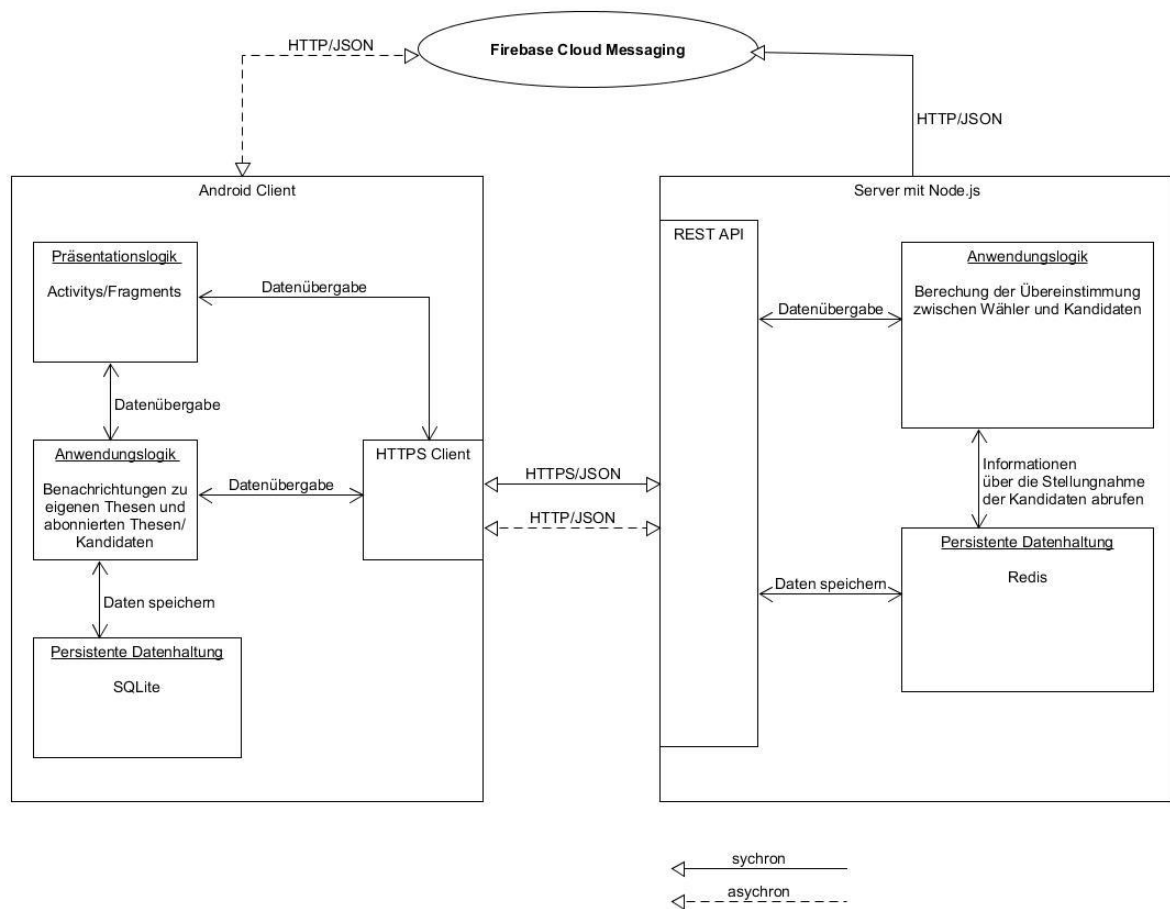 HTTP/JSON
Firebase Cloud Messaging
HTTP/JSON
Android Client
Präsentationslogik
Activitys/Fragments
Datenübergabe
Datenübergabe
Anwendungslogik
Benachrichtungen zu
eigenen Thesen und
abonnierten Thesen/
Kandidaten
Datenübergabe
HTTPS Client
Daten speichern
Persistente Datenhaltung
SQLite
HTTPS/JSON
HTTP/JSON
Server mit Node.js
REST API
Datenübergabe
Anwendungslogik
Berechung der Übereinstimmung
zwischen Wähler und Kandidaten
Informationen
über die Stellungnahme
der Kandidaten abrufen
Daten speichern
Persistente Datenhaltung
Redis
sychron
asychron